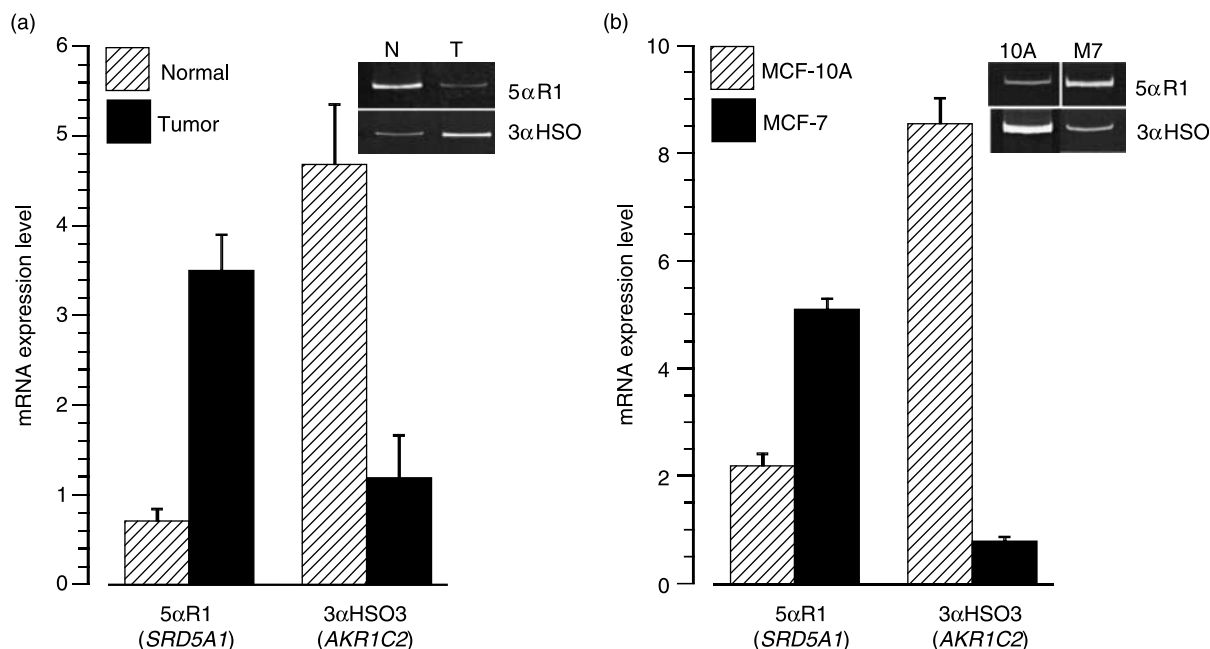 (a)
mRNA expression level
6
5
4
3
2
1
0
Normal
Tumor
N T
5αR1
3αHSO
5αR1
(SRD5A1)
3αHSO3
(AKR1C2)
(b)
mRNA expression level
10
8
6
4
2
0
MCF-10A
MCF-7
10A M7
5αR1
3αHSO
5αR1
(SRD5A1)
3αHSO3
(AKR1C2)